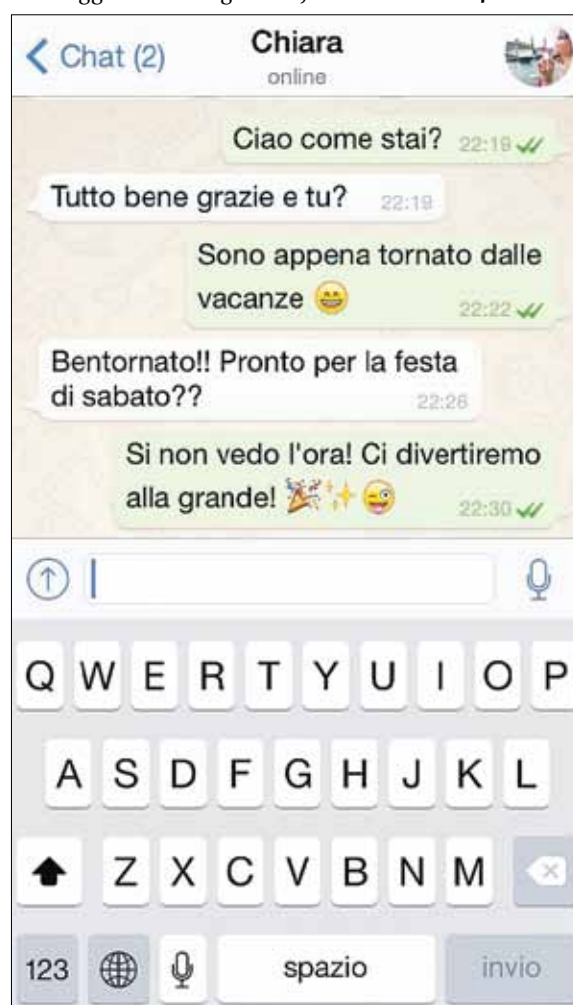 Chat (2)
Chiara
online
Ciao come stai? 22:19
Tutto bene grazie e tu? 22:19
Sono appena tornato dalle
vacanze 😄 22:22
Bentornato!! Pronto per la festa
di sabato?? 22:26
Si non vedo l'ora! Ci divertiremo
alla grande! 🎉✨😜 22:30
Q W E R T Y U I O P
A S D F G H J K L
Z X C V B N M
123 spazio invio